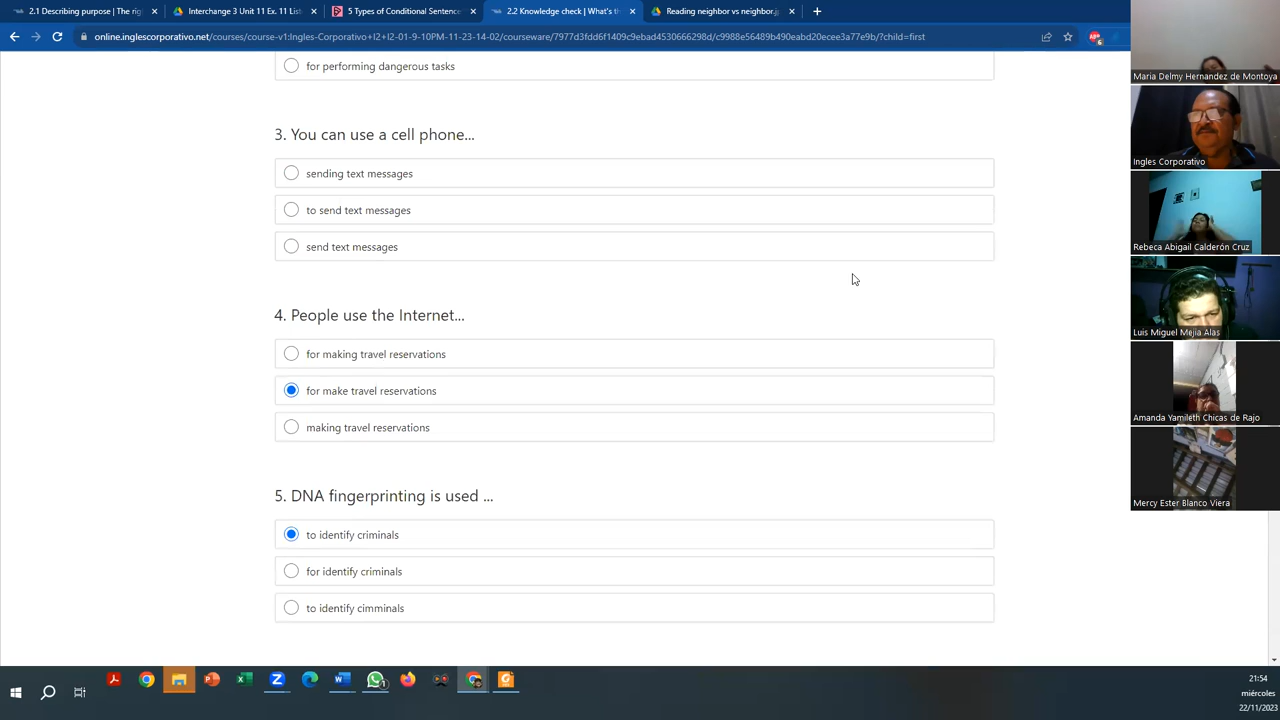 2.1 Describing purpose | The rig
Interchange 3 Unit 11 Ex. 11 List
5 Types of Conditional Sentence
2.2 Knowledge check | What's th
Reading neighbor vs neighbor.j
online.inglescorporativo.net/courses/course-v1:Ingles-Corporativo+I2+I2-01-9-10PM-11-23-14-02/courseware/7977d3fdd6f1409c9ebad4530666298d/c9988e56489b490eabd20ecee3a77e9b/?child=first
for performing dangerous tasks
3. You can use a cell phone...
sending text messages
to send text messages
send text messages
4. People use the Internet...
for making travel reservations
for make travel reservations
making travel reservations
5. DNA fingerprinting is used ...
to identify criminals
for identify criminals
to identify cimminals
Maria Delmy Hernandez de Montoya
Ingles Corporativo
Rebeca Abigail Calderón Cruz
Luis Miguel Mejia Alas
Amanda Yamileth Chicas de Rajo
Mercy Ester Blanco Viera
21:54
miércoles
22/11/2023